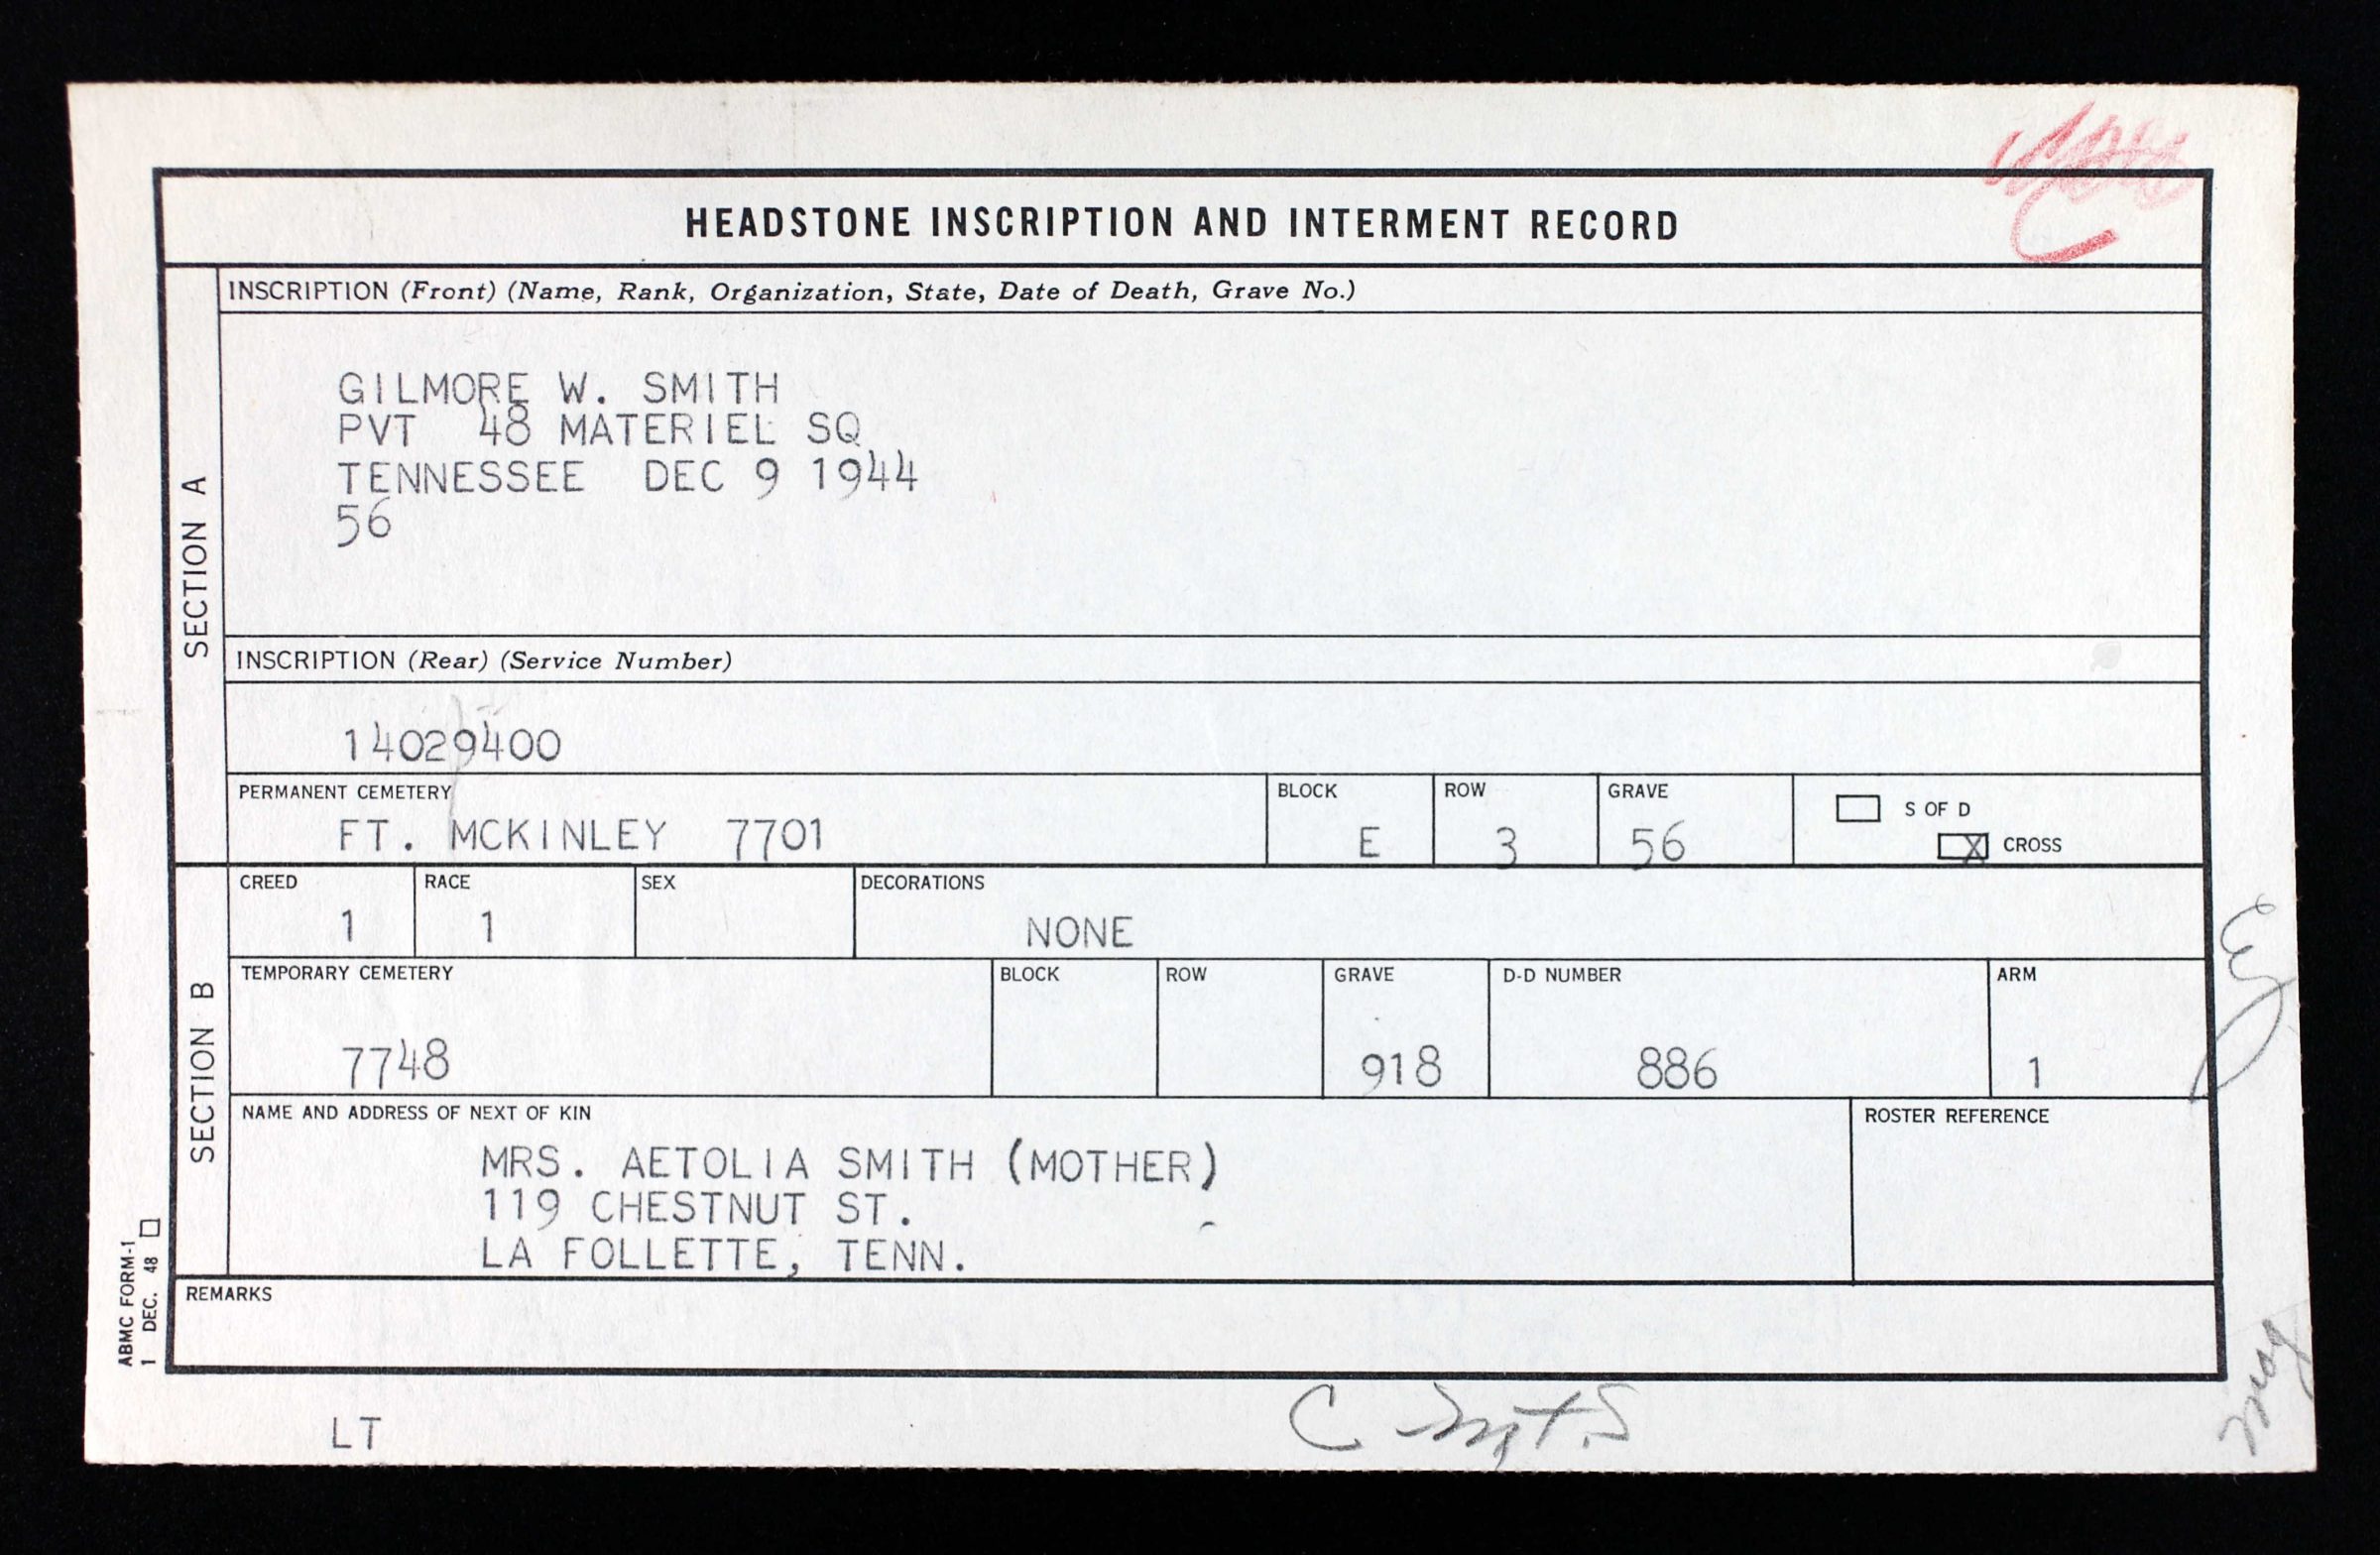 HEADSTONE INSCRIPTION AND INTERMENT RECORD
SECTION A
INSCRIPTION (Front) (Name, Rank, Organization, State, Date of Death, Grave No.)
GILMORE W. SMITH
PVT 48 MATERIEL SQ
TENNESSEE DEC 9 1944
56
INSCRIPTION (Rear) (Service Number)
14029400
PERMANENT CEMETERY
FT. MCKINLEY 7701
BLOCK
E
ROW
3
GRAVE
56
S OF D
X CROSS
SECTION B
CREED
1
RACE
1
SEX
DECORATIONS
NONE
TEMPORARY CEMETERY
7748
BLOCK
ROW
GRAVE
918
D-D NUMBER
886
ARM
1
NAME AND ADDRESS OF NEXT OF KIN
MRS. AETOLIA SMITH (MOTHER)
119 CHESTNUT ST.
LA FOLLETTE, TENN.
ROSTER REFERENCE
REMARKS
ABMC FORM-1
1 DEC. 48
LT